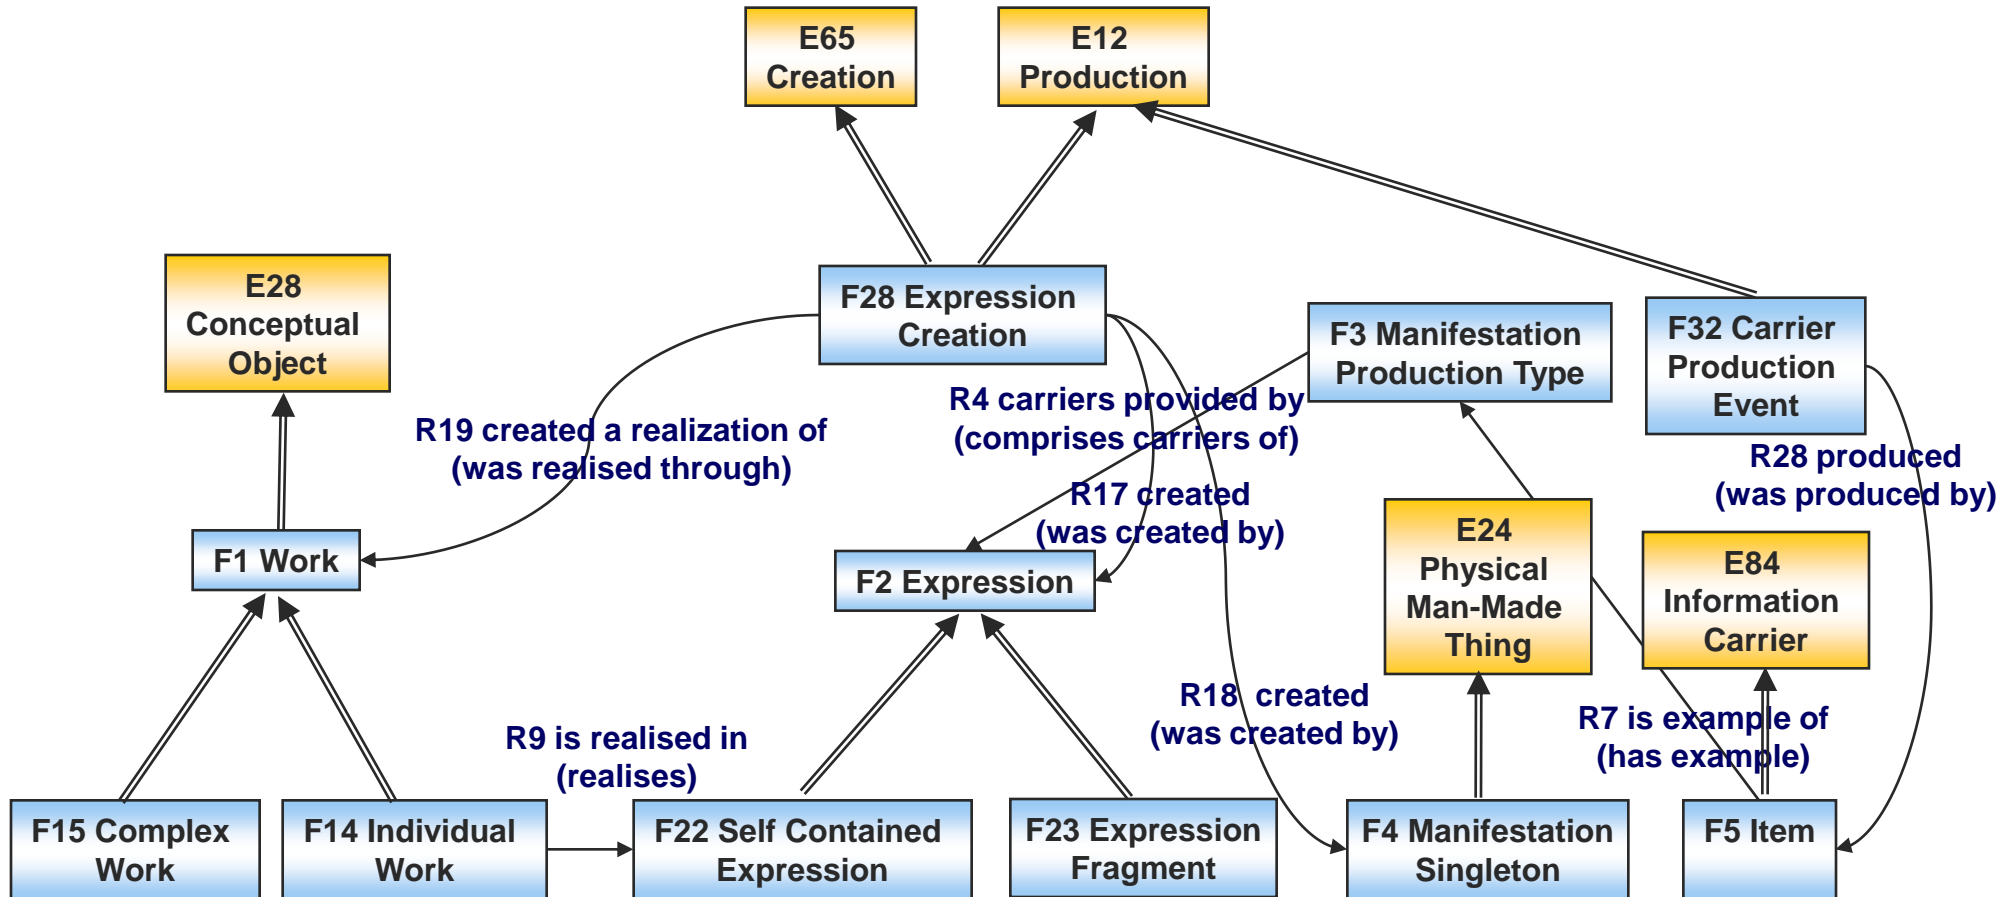 E65
Creation
E12
Production
E28
Conceptual
Object
F28 Expression
Creation
F3 Manifestation
Production Type
F32 Carrier
Production
Event
R19 created a realization of
(was realised through)
R4 carriers provided by
(comprises carriers of)
R28 produced
(was produced by)
R17 created
(was created by)
E24
Physical
Man-Made
Thing
E84
Information
Carrier
F1 Work
F2 Expression
R18 created
(was created by)
R7 is example of
(has example)
R9 is realised in
(realises)
F15 Complex
Work
F14 Individual
Work
F22 Self Contained
Expression
F23 Expression
Fragment
F4 Manifestation
Singleton
F5 Item